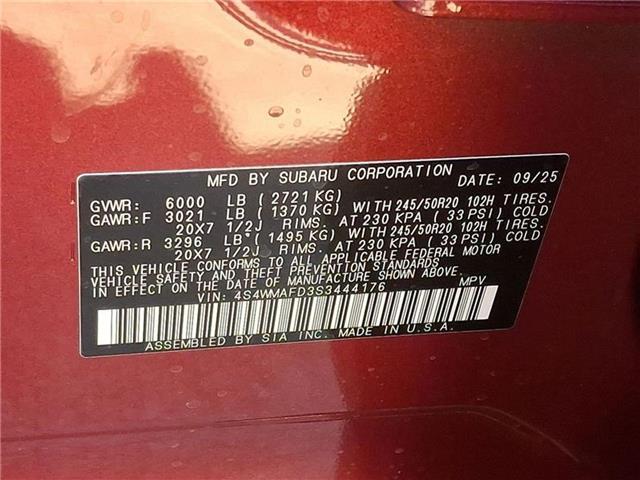 MFD BY SUBARU CORPORATION DATE: 09/25
GVWR: 6000 LB (2721 KG)
GAWR:F 3021 LB (1370 KG) WITH 245/50R20 102H TIRES.
20X7 1/2J RIMS. AT 230 KPA (33 PSI) COLD
GAWR:R 3296 LB* (1495 KG) WITH 245/50R20 102H TIRES.
20X7 1/2J RIMS. AT 230 KPA (33 PSI) COLD
THIS VEHICLE CONFORMS TO ALL APPLICABLE FEDERAL MOTOR
VEHICLE SAFETY AND THEFT PREVENTION STANDARDS
IN EFFECT ON THE DATE OF MANUFACTURE SHOWN ABOVE.
VIN: 4S4WMAFD3S3444176 MPV
ASSEMBLED BY SIA INC. MADE IN U.S.A.